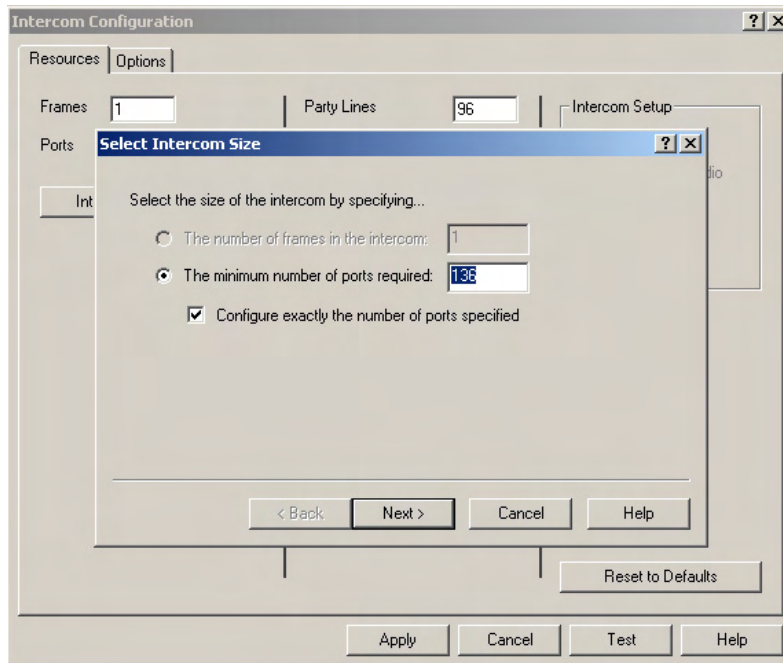 Intercom Configuration
Resources
Options
Frames 1
Party Lines 96
Intercom Setup
Ports
Select Intercom Size
Select the size of the intercom by specifying...
The number of frames in the intercom: 1
The minimum number of ports required: 136
Configure exactly the number of ports specified
< Back
Next >
Cancel
Help
Reset to Defaults
Apply
Cancel
Test
Help